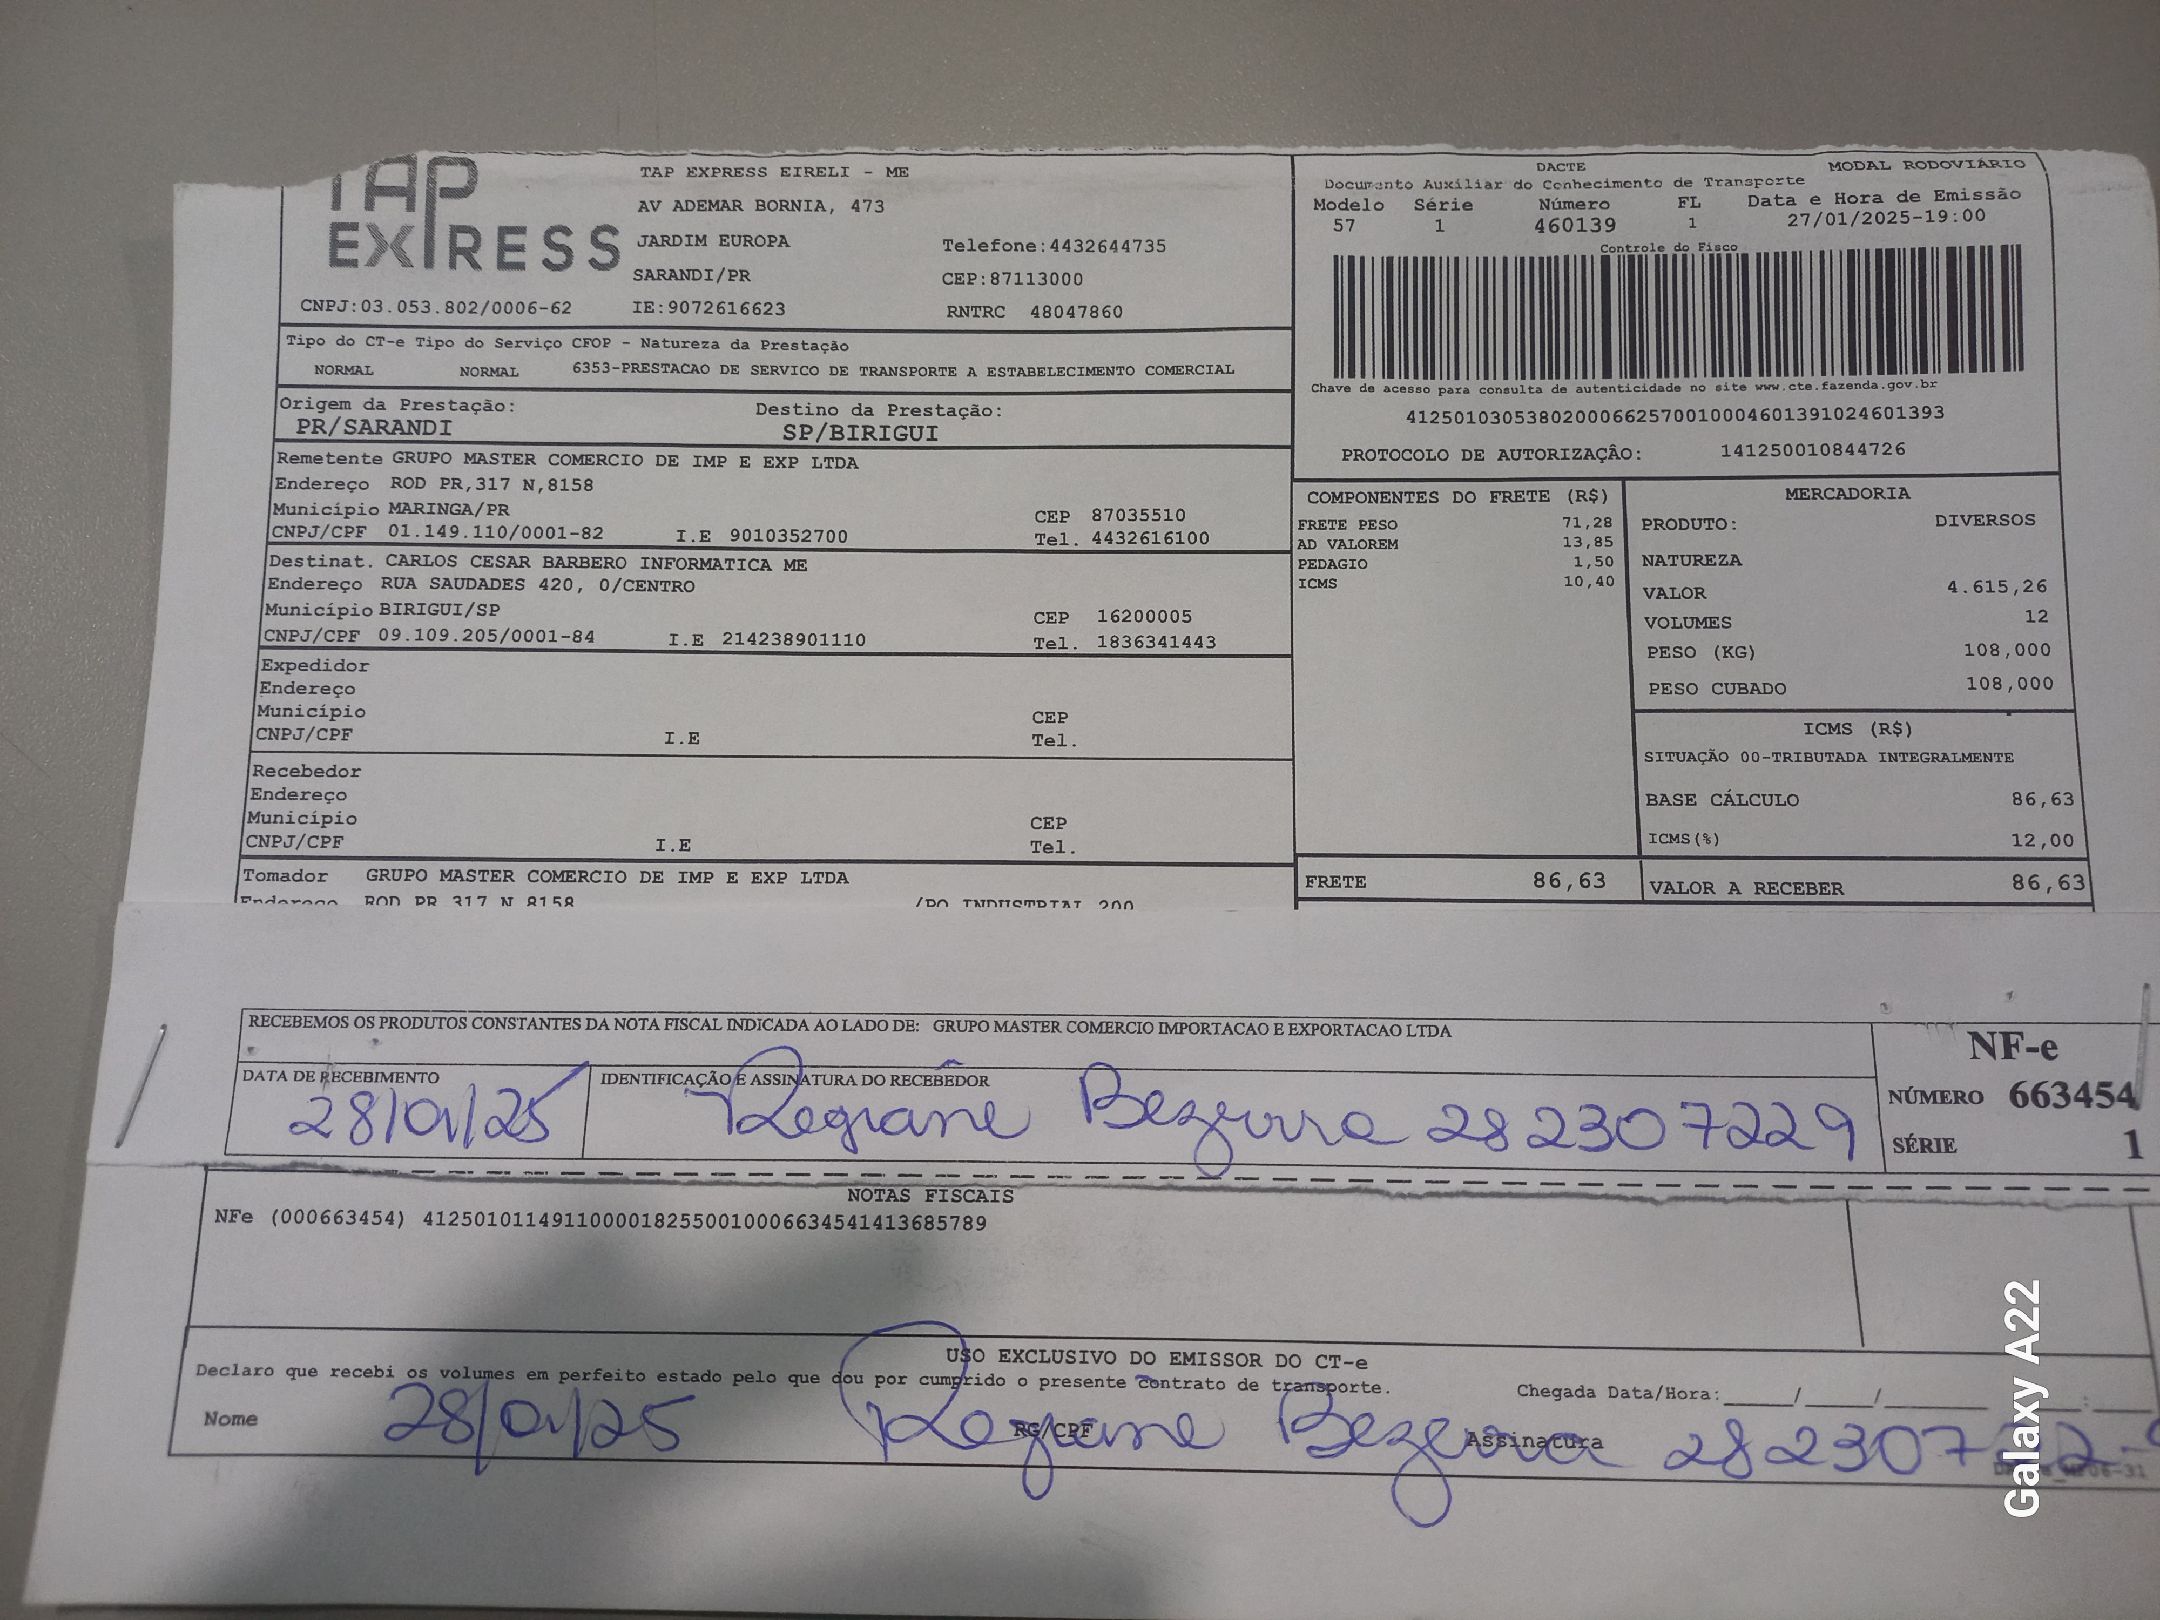 TAP EXPRESS
TAP EXPRESS EIRELI - ME
AV ADEMAR BORNIA, 473
JARDIM EUROPA Telefone:4432644735
SARANDI/PR CEP:87113000
CNPJ:03.053.802/0006-62 IE:9072616623 RNTRC 48047860
DACTE MODAL RODOVIÁRIO
Documento Auxiliar do Conhecimento de Transporte
Modelo Série Número FL Data e Hora de Emissão
57 1 460139 1 27/01/2025-19:00
Controle do Fisco
Chave de acesso para consulta de autenticidade no site www.cte.fazenda.gov.br
41250103053802000662570010004601391024601393
PROTOCOLO DE AUTORIZAÇÂO: 141250010844726
Tipo do CT-e Tipo do Serviço CFOP - Natureza da Prestação
NORMAL NORMAL 6353-PRESTACAO DE SERVICO DE TRANSPORTE A ESTABELECIMENTO COMERCIAL
Origem da Prestação: Destino da Prestação:
PR/SARANDI SP/BIRIGUI
Remetente GRUPO MASTER COMERCIO DE IMP E EXP LTDA
Endereço ROD PR,317 N,8158
Município MARINGA/PR CEP 87035510
CNPJ/CPF 01.149.110/0001-82 I.E 9010352700 Tel. 4432616100
Destinat. CARLOS CESAR BARBERO INFORMATICA ME
Endereço RUA SAUDADES 420, 0/CENTRO
Município BIRIGUI/SP CEP 16200005
CNPJ/CPF 09.109.205/0001-84 I.E 214238901110 Tel. 1836341443
Expedidor
Endereço
Município CEP
CNPJ/CPF I.E Tel.
Recebedor
Endereço
Município CEP
CNPJ/CPF I.E Tel.
Tomador GRUPO MASTER COMERCIO DE IMP E EXP LTDA
Endereço ROD PR 317 N 8158 /PQ INDUSTRIAL 200
COMPONENTES DO FRETE (R$)
FRETE PESO 71,28
AD VALOREM 13,85
PEDAGIO 1,50
ICMS 10,40
FRETE 86,63
MERCADORIA
PRODUTO: DIVERSOS
NATUREZA
VALOR 4.615,26
VOLUMES 12
PESO (KG) 108,000
PESO CUBADO 108,000
ICMS (R$)
SITUAÇÃO 00-TRIBUTADA INTEGRALMENTE
BASE CÁLCULO 86,63
ICMS(%) 12,00
VALOR A RECEBER 86,63
RECEBEMOS OS PRODUTOS CONSTANTES DA NOTA FISCAL INDICADA AO LADO DE: GRUPO MASTER COMERCIO IMPORTACAO E EXPORTACAO LTDA
DATA DE RECEBIMENTO IDENTIFICAÇÃO E ASSINATURA DO RECEBEDOR
28/01/25 Regiane Bezerra 282307229
NF-e
NÚMERO 663454
SÉRIE 1
NOTAS FISCAIS
NFe (000663454) 41250101149110000182550010006634541413685789
USO EXCLUSIVO DO EMISSOR DO CT-e
Declaro que recebi os volumes em perfeito estado pelo que dou por cumprido o presente contrato de transporte. Chegada Data/Hora:____/____/____ __:__
Nome RG/CPF Assinatura
28/01/25 Regiane Bezerra 282307229
Galaxy A22